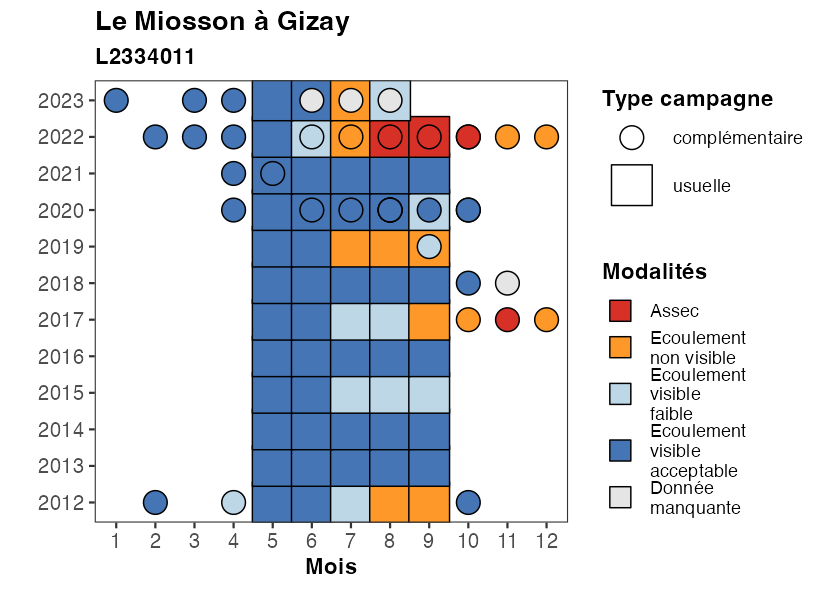 Le Miosson à Gizay
L2334011
2023
2022
2021
2020
2019
2018
2017
2016
2015
2014
2013
2012
1 2 3 4 5 6 7 8 9 10 11 12
Mois
Type campagne
complémentaire
usuelle
Modalités
Assec
Ecoulement
non visible
Ecoulement
visible
faible
Ecoulement
visible
acceptable
Donnée
manquante